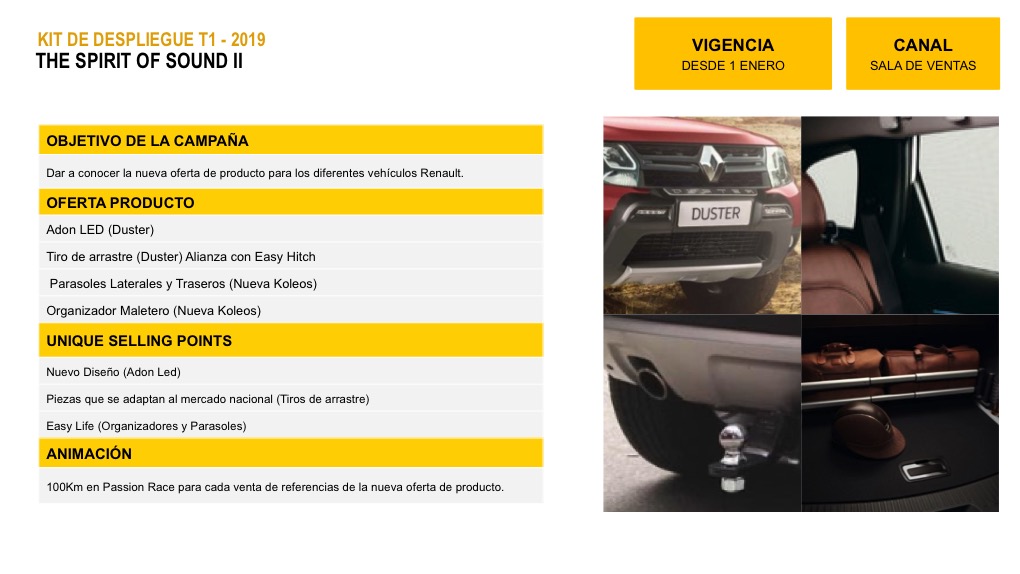 KIT DE DESPLIEGUE T1 - 2019
THE SPIRIT OF SOUND II
VIGENCIA
DESDE 1 ENERO
CANAL
SALA DE VENTAS
OBJETIVO DE LA CAMPAÑA
Dar a conocer la nueva oferta de producto para los diferentes vehículos Renault.
OFERTA PRODUCTO
Adon LED (Duster)
Tiro de arrastre (Duster) Alianza con Easy Hitch
Parasoles Laterales y Traseros (Nueva Koleos)
Organizador Maletero (Nueva Koleos)
UNIQUE SELLING POINTS
Nuevo Diseño (Adon Led)
Piezas que se adaptan al mercado nacional (Tiros de arrastre)
Easy Life (Organizadores y Parasoles)
ANIMACIÓN
100Km en Passion Race para cada venta de referencias de la nueva oferta de producto.
DUSTER